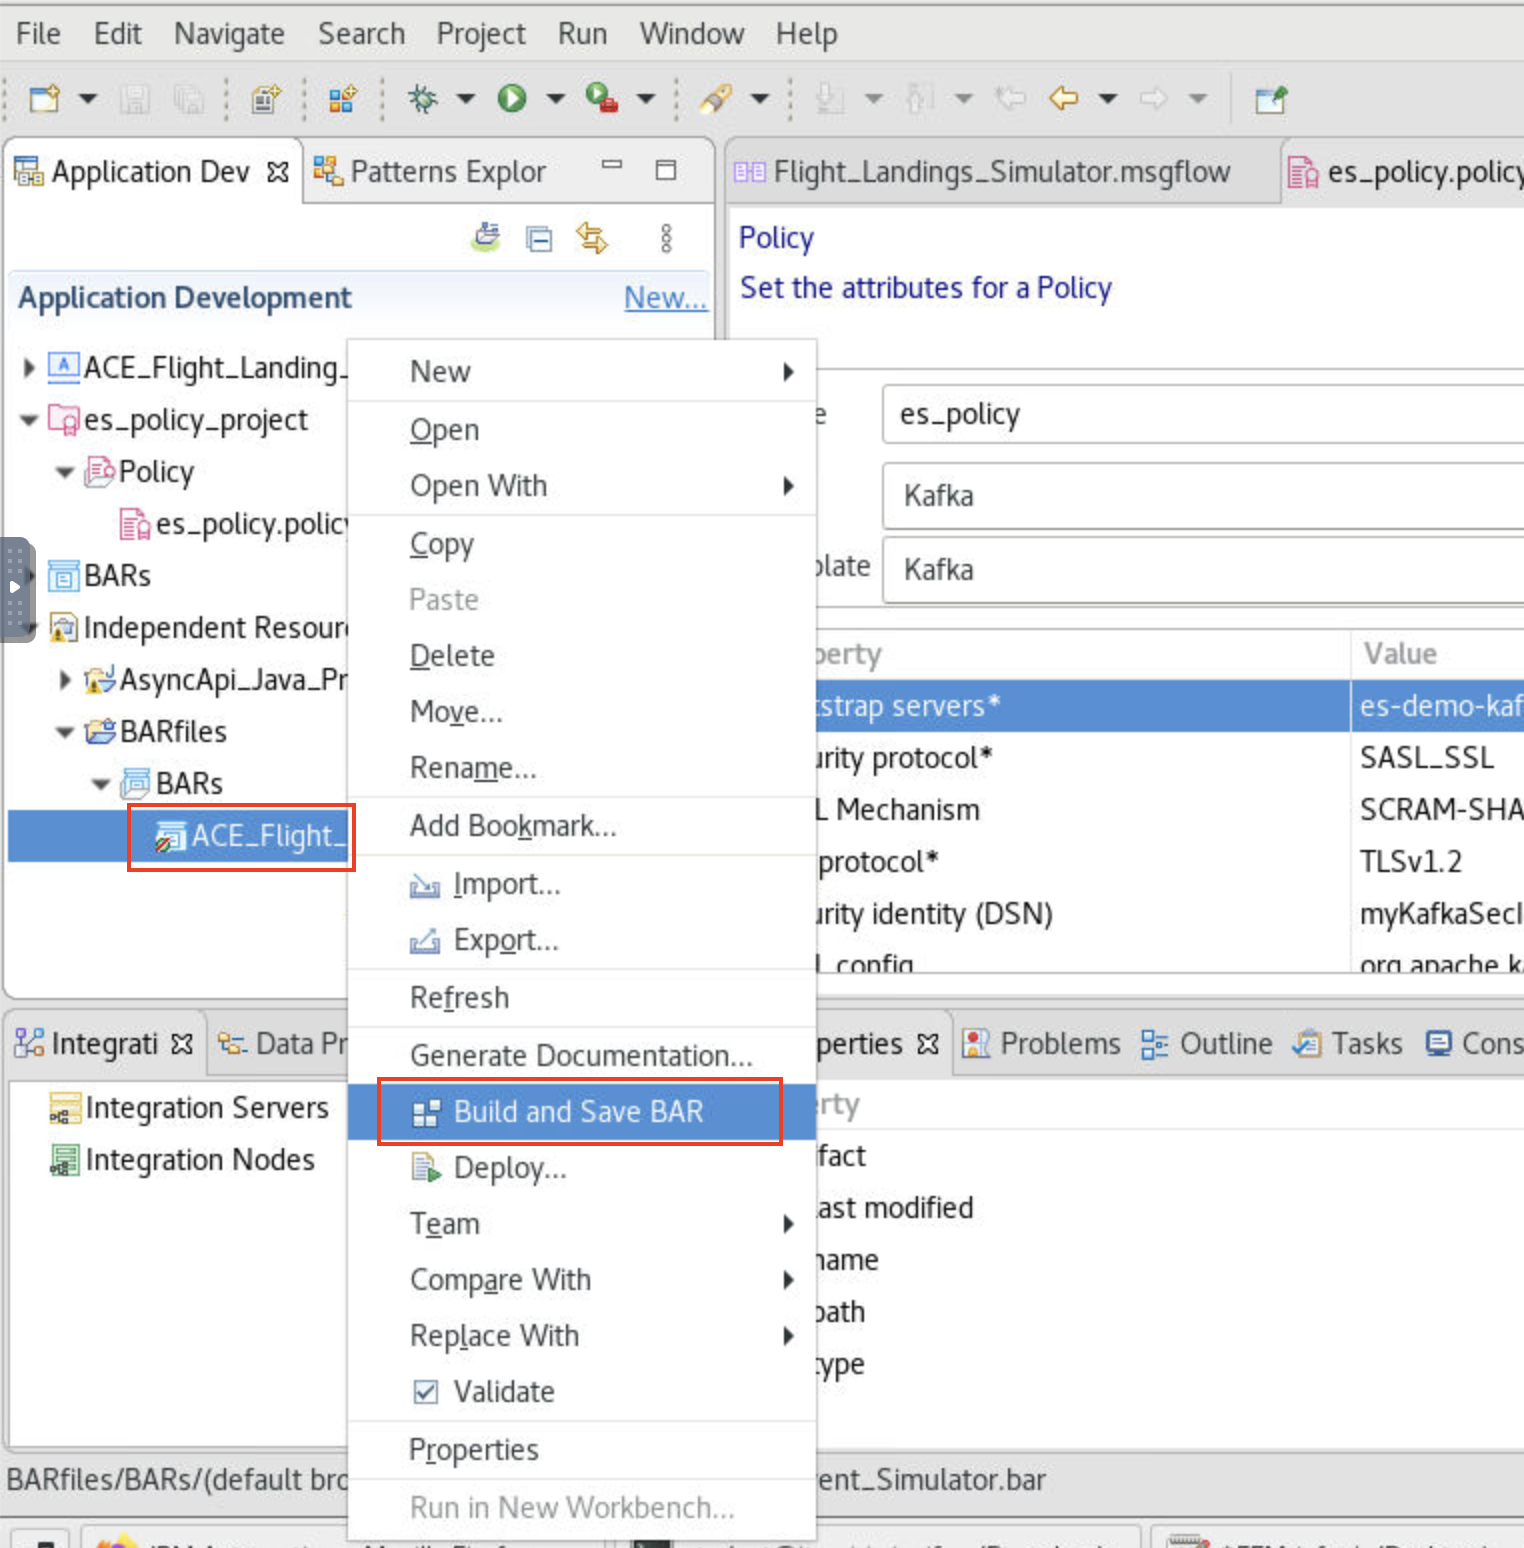 File Edit Navigate Search Project Run Window Help
Application Dev
Patterns Explor
Flight_Landings_Simulator.msgflow
es_policy.policy
Application Development
New...
ACE_Flight_Landing_
es_policy_project
Policy
es_policy.policy
BARs
Independent Resour
AsyncApi_Java_Pr
BARfiles
BARs
ACE_Flight_
New
Open
Open With
Copy
Paste
Delete
Move...
Rename...
Add Bookmark...
Import...
Export...
Refresh
Generate Documentation...
Build and Save BAR
Deploy...
Team
Compare With
Replace With
Validate
Properties
Run in New Workbench...
Policy
Set the attributes for a Policy
e es_policy
Kafka
plate Kafka
perty Value
tstrap servers* es-demo-kaf
urity protocol* SASL_SSL
L Mechanism SCRAM-SHA
protocol* TLSv1.2
urity identity (DSN) myKafkaSecI
L config org.apache.k
Integrati
Data Pr
perties
Problems
Outline
Tasks
Cons
Integration Servers
Integration Nodes
rty
fact
last modified
name
path
type
BARfiles/BARs/(default bro
ent_Simulator.bar